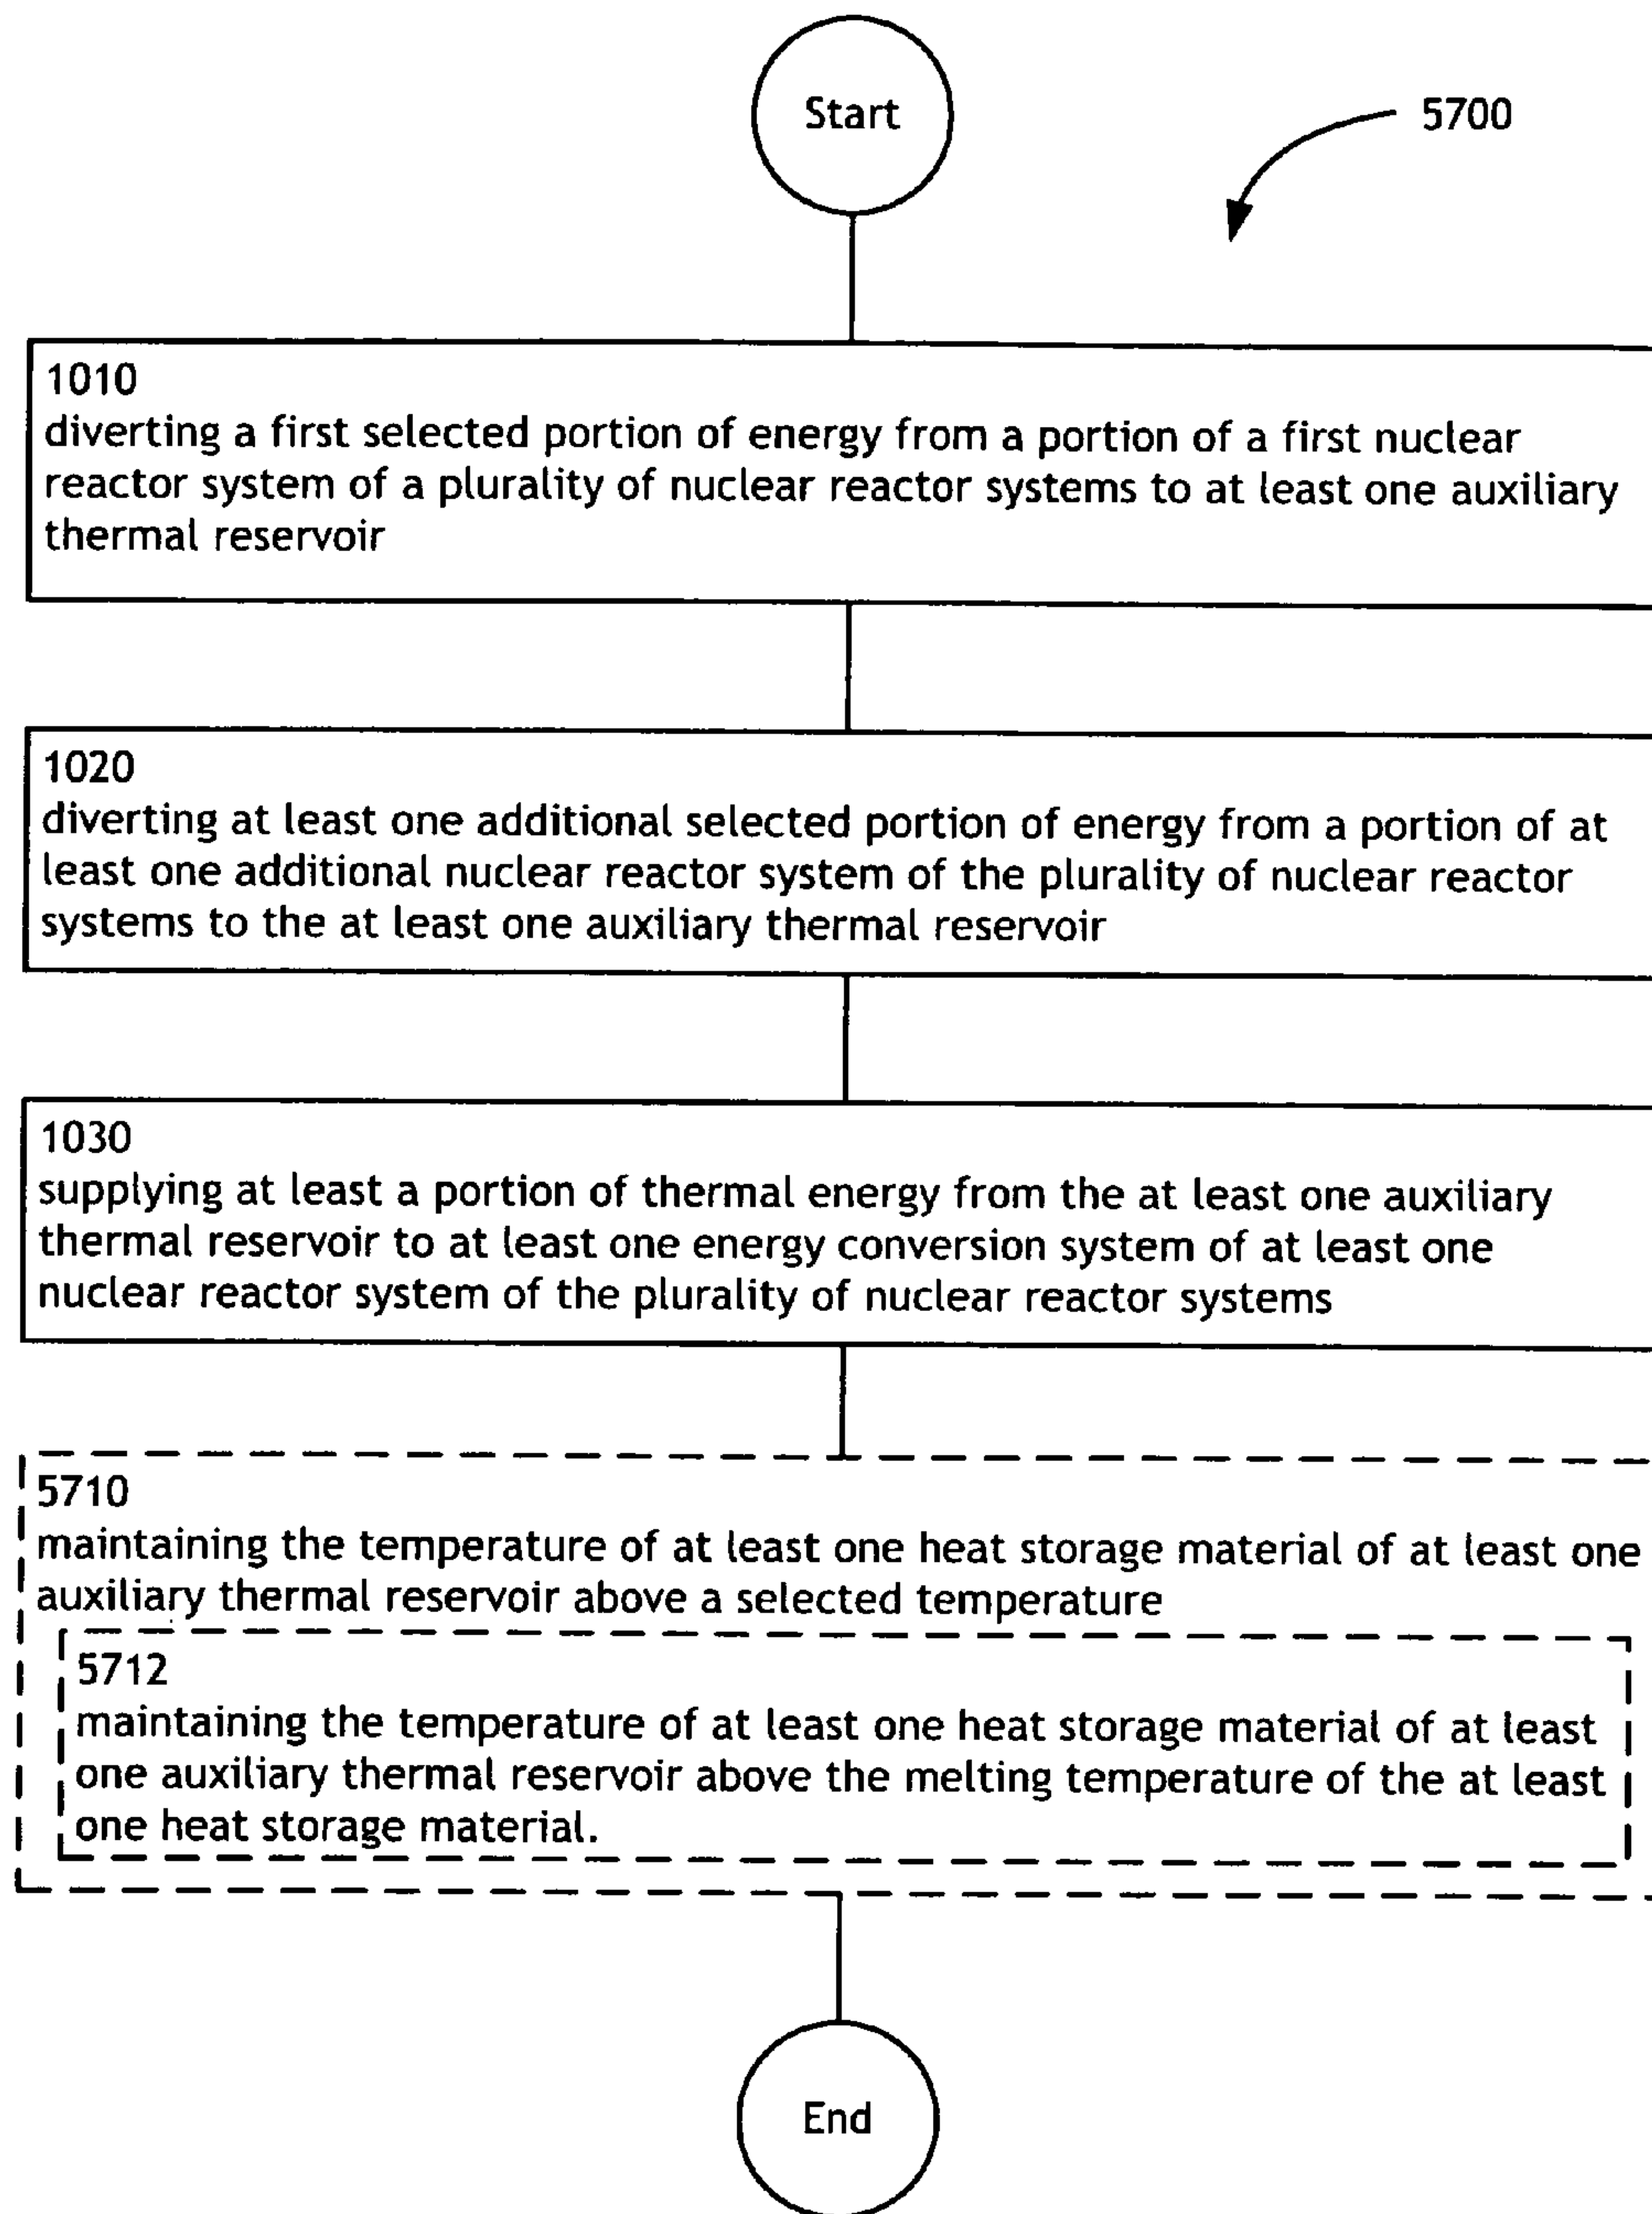 Start
5700
1010
diverting a first selected portion of energy from a portion of a first nuclear
reactor system of a plurality of nuclear reactor systems to at least one auxiliary
thermal reservoir
1020
diverting at least one additional selected portion of energy from a portion of at
least one additional nuclear reactor system of the plurality of nuclear reactor
systems to the at least one auxiliary thermal reservoir
1030
supplying at least a portion of thermal energy from the at least one auxiliary
thermal reservoir to at least one energy conversion system of at least one
nuclear reactor system of the plurality of nuclear reactor systems
5710
maintaining the temperature of at least one heat storage material of at least one
auxiliary thermal reservoir above a selected temperature
5712
maintaining the temperature of at least one heat storage material of at least
one auxiliary thermal reservoir above the melting temperature of the at least
one heat storage material.
End